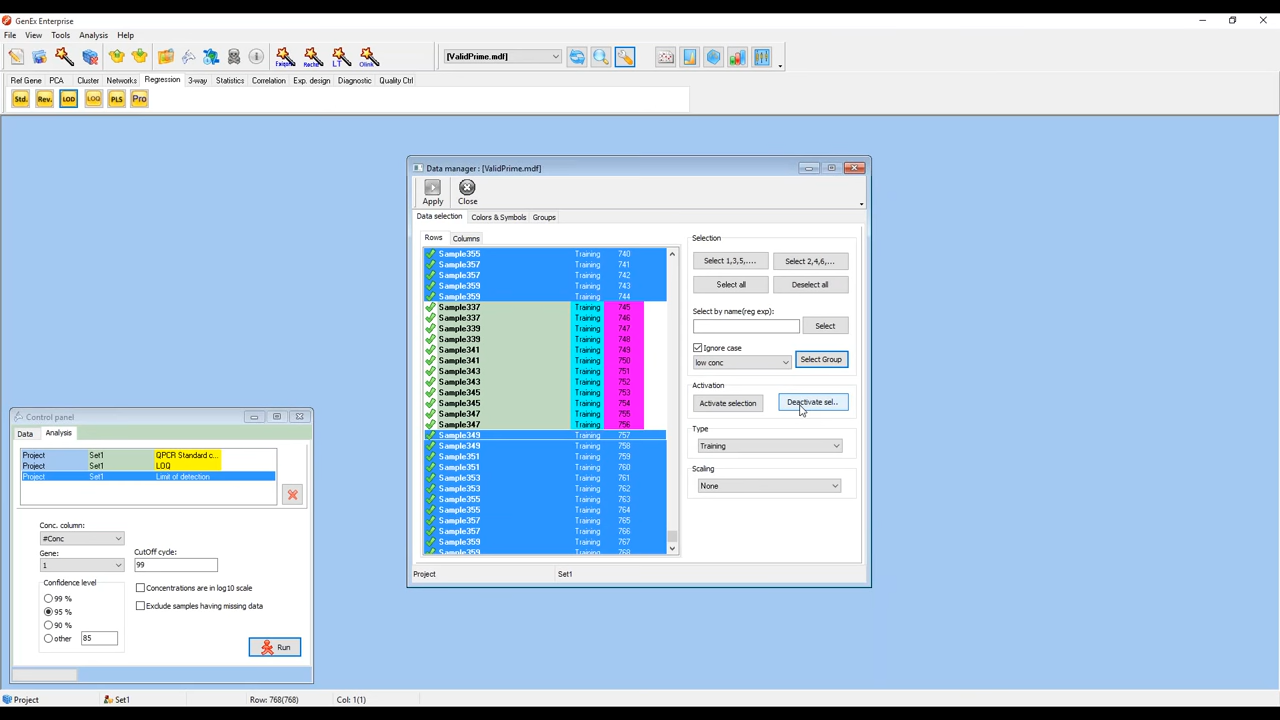 GenEx Enterprise
File View Tools Analysis Help
Exiqon LT Olink [ValidPrime.mdf]
Ref Gene PCA Cluster Networks Regression 3-way Statistics Correlation Exp. design Diagnostic Quality Ctrl
Std. Rev. LOD LOQ PLS Pro
Data manager : [ValidPrime.mdf]
Apply Close
Data selection Colors & Symbols Groups
Rows Columns
Sample355 Training 740
Sample357 Training 741
Sample357 Training 742
Sample359 Training 743
Sample359 Training 744
Sample337 Training 745
Sample337 Training 746
Sample339 Training 747
Sample339 Training 748
Sample341 Training 749
Sample341 Training 750
Sample343 Training 751
Sample343 Training 752
Sample345 Training 753
Sample345 Training 754
Sample347 Training 755
Sample347 Training 756
Sample349 Training 757
Sample349 Training 758
Sample351 Training 759
Sample351 Training 760
Sample353 Training 761
Sample353 Training 762
Sample355 Training 763
Sample355 Training 764
Sample357 Training 765
Sample357 Training 766
Sample359 Training 767
Sample359 Training 768
Selection
Select 1,3,5,.... Select 2,4,6,...
Select all Deselect all
Select by name(reg exp):
Select
Ignore case
low conc Select Group
Activation
Activate selection Deactivate sel..
Type
Training
Scaling
None
Project Set1
Control panel
Data Analysis
Project Set1 QPCR Standard c...
Project Set1 LOQ
Project Set1 Limit of detection
Conc. column:
#Conc
Gene: CutOff cycle:
1 99
Confidence level
99 %
95 %
90 %
other 85
Concentrations are in log10 scale
Exclude samples having missing data
Run
Project Set1 Row: 768(768) Col: 1(1)